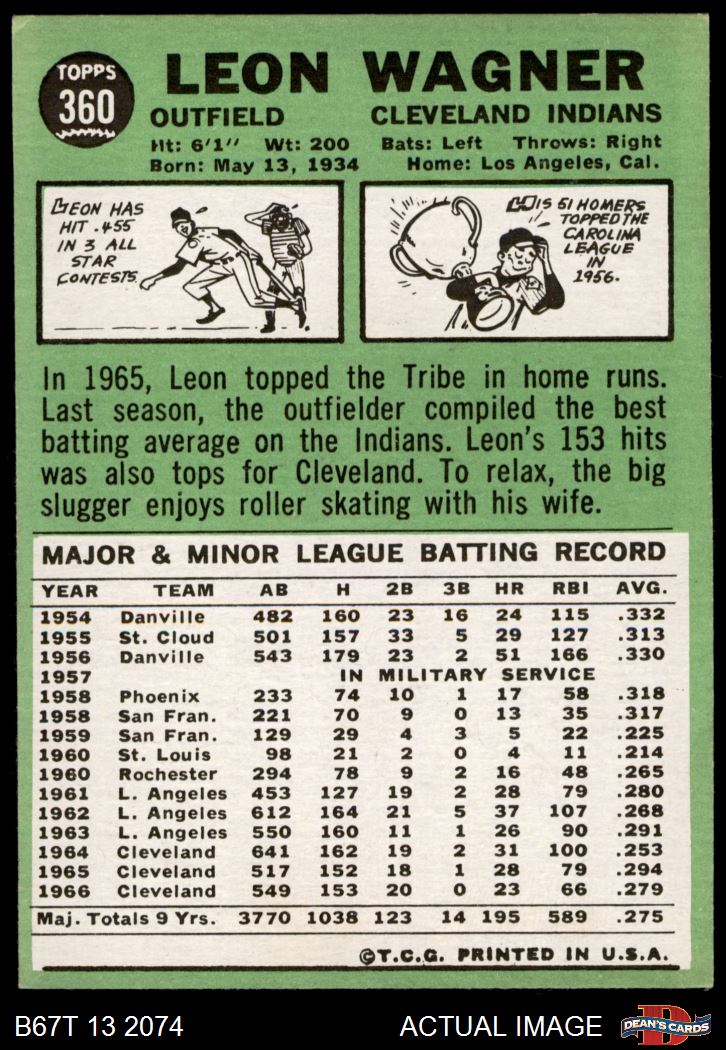 TOPPS
360
LEON WAGNER
OUTFIELD CLEVELAND INDIANS
Ht: 6'1" Wt: 200 Bats: Left Throws: Right
Born: May 13, 1934 Home: Los Angeles, Cal.
LEON HAS
HIT .455
IN 3 ALL
STAR
CONTESTS.
HIS 51 HOMERS
TOPPED THE
CAROLINA
LEAGUE
IN
1956.
In 1965, Leon topped the Tribe in home runs.
Last season, the outfielder compiled the best
batting average on the Indians. Leon's 153 hits
was also tops for Cleveland. To relax, the big
slugger enjoys roller skating with his wife.
MAJOR & MINOR LEAGUE BATTING RECORD
YEAR TEAM AB H 2B 3B HR RBI AVG.
1954 Danville 482 160 23 16 24 115 .332
1955 St. Cloud 501 157 33 5 29 127 .313
1956 Danville 543 179 23 2 51 166 .330
1957 IN MILITARY SERVICE
1958 Phoenix 233 74 10 1 17 58 .318
1958 San Fran. 221 70 9 0 13 35 .317
1959 San Fran. 129 29 4 3 5 22 .225
1960 St. Louis 98 21 2 0 4 11 .214
1960 Rochester 294 78 9 2 16 48 .265
1961 L. Angeles 453 127 19 2 28 79 .280
1962 L. Angeles 612 164 21 5 37 107 .268
1963 L. Angeles 550 160 11 1 26 90 .291
1964 Cleveland 641 162 19 2 31 100 .253
1965 Cleveland 517 152 18 1 28 79 .294
1966 Cleveland 549 153 20 0 23 66 .279
Maj. Totals 9 Yrs. 3770 1038 123 14 195 589 .275
©T.C.G. PRINTED IN U.S.A.
B67T 13 2074 ACTUAL IMAGE DEAN'S CARDS